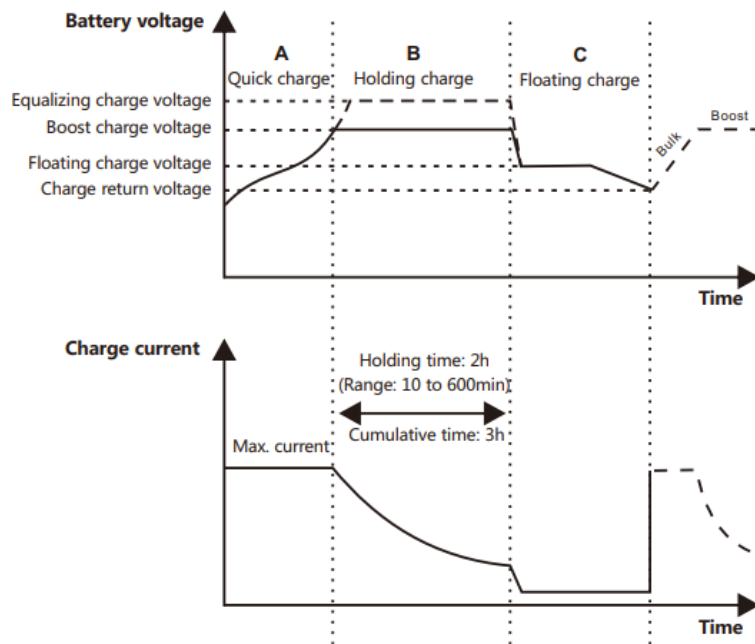 Battery voltage
A
B
C
Quick charge
Holding charge
Floating charge
Equalizing charge voltage
Boost charge voltage
Floating charge voltage
Charge return voltage
Bulk
Boost
Time
Charge current
Holding time: 2h
(Range: 10 to 600min)
Cumulative time: 3h
Max. current
Time